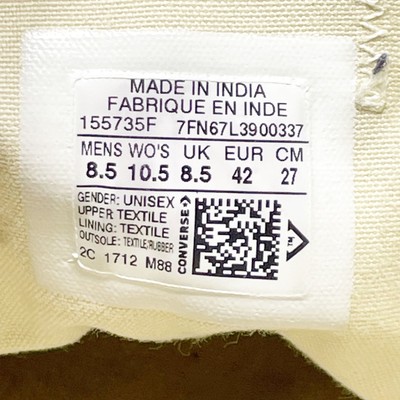 MADE IN INDIA
FABRIQUE EN INDE
155735F 7FN67L3900337
MENS WO'S UK EUR CM
8.5 10.5 8.5 42 27
GENDER: UNISEX
UPPER TEXTILE
LINING: TEXTILE
OUTSOLE: TEXTILE/RUBBER
2C 1712 M88
CONVERSE